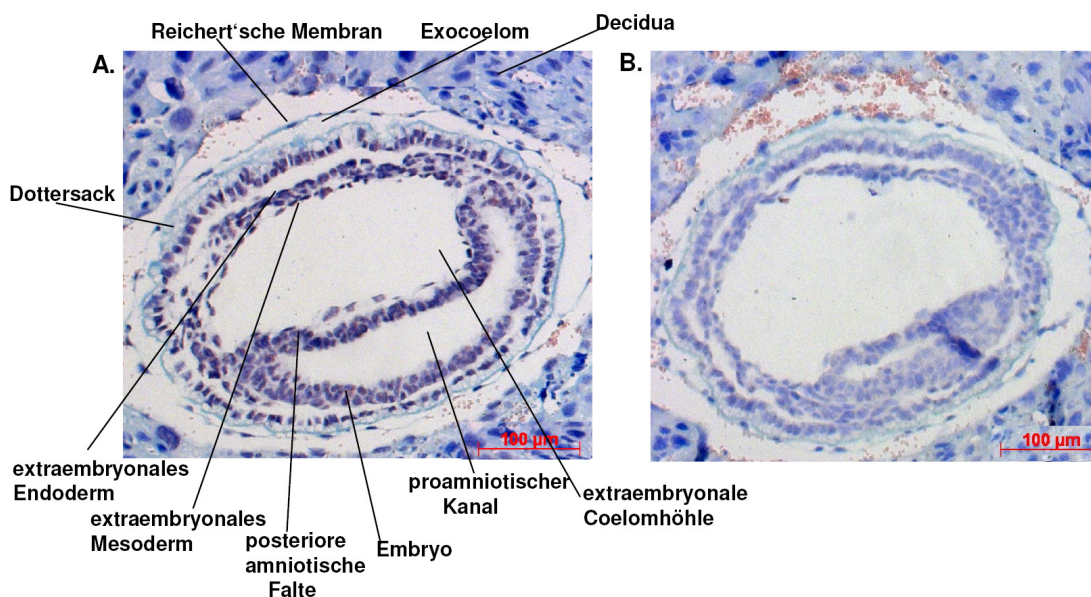 Reichert‘sche Membran
Exocoelom
Decidua
A.
B.
Dottersack
100 µm
100 µm
extraembryonales
Endoderm
extraembryonales
Mesoderm
posteriore
amniotische
Falte
Embryo
proamniotischer
Kanal
extraembryonale
Coelomhöhle